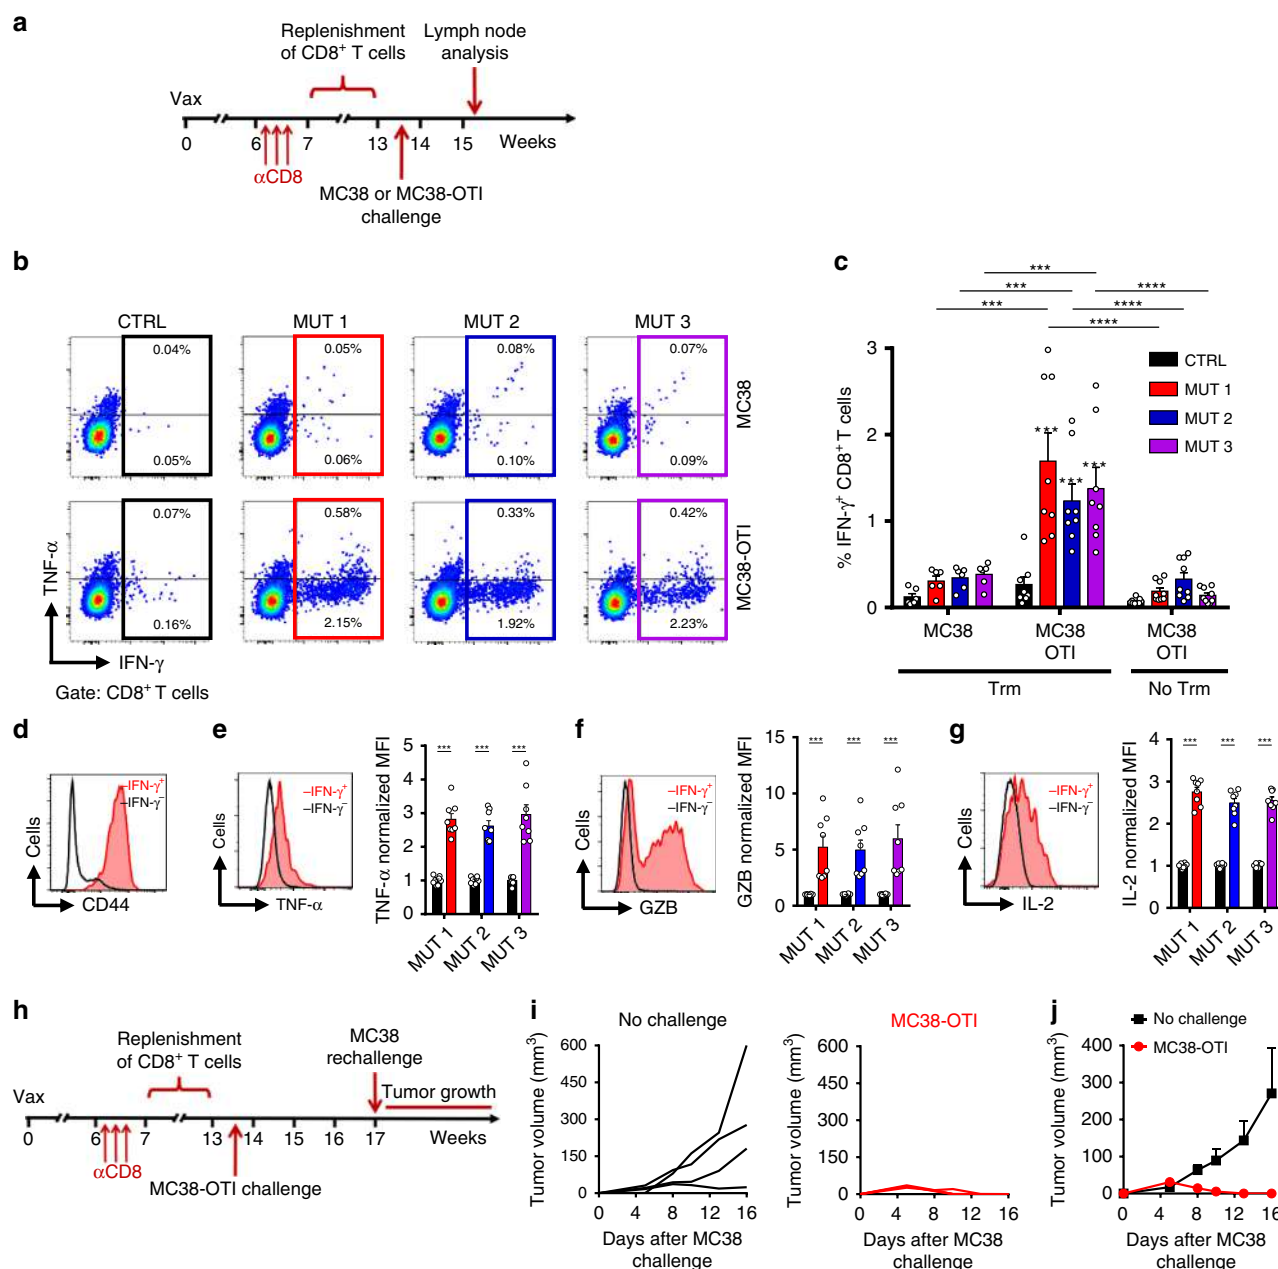 a
Replenishment
of CD8⁺ T cells
Lymph node
analysis
Vax
0 6 7 13 14 15 Weeks
αCD8
MC38 or MC38-OTI
challenge
b
CTRL MUT 1 MUT 2 MUT 3
0.04% 0.05% 0.08% 0.07%
0.05% 0.06% 0.10% 0.09%
MC38
0.07% 0.58% 0.33% 0.42%
0.16% 2.15% 1.92% 2.23%
MC38-OTI
TNF-α
IFN-γ
Gate: CD8⁺ T cells
c
***
*** ****
*** ****
****
% IFN-γ⁺ CD8⁺ T cells
3
2
1
0
CTRL
MUT 1
MUT 2
MUT 3
*** *** ***
MC38 MC38 OTI MC38 OTI
Trm No Trm
d
Cells
–IFN-γ⁺
–IFN-γ⁻
CD44
e
Cells
–IFN-γ⁺
–IFN-γ⁻
TNF-α
TNF-α normalized MFI
5
4
3
2
1
0
*** *** ***
MUT 1 MUT 2 MUT 3
f
Cells
–IFN-γ⁺
–IFN-γ⁻
GZB
GZB normalized MFI
15
10
5
0
*** *** ***
MUT 1 MUT 2 MUT 3
g
Cells
–IFN-γ⁺
–IFN-γ⁻
IL-2
IL-2 normalized MFI
4
3
2
1
0
*** *** ***
MUT 1 MUT 2 MUT 3
h
Replenishment
of CD8⁺ T cells
MC38
rechallenge
Tumor growth
Vax
0 6 7 13 14 15 16 17 Weeks
αCD8
MC38-OTI challenge
i
No challenge
Tumor volume (mm³)
600
450
300
150
0
0 4 8 12 16
Days after MC38
challenge
MC38-OTI
Tumor volume (mm³)
600
450
300
150
0
0 4 8 12 16
Days after MC38
challenge
j
No challenge
MC38-OTI
Tumor volume (mm³)
400
300
200
100
0
0 4 8 12 16
Days after MC38
challenge